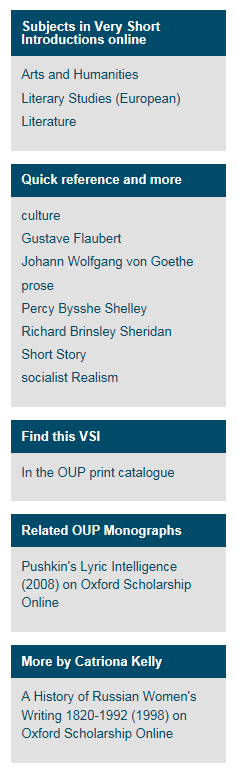 Subjects in Very Short
Introductions online
Arts and Humanities
Literary Studies (European)
Literature
Quick reference and more
culture
Gustave Flaubert
Johann Wolfgang von Goethe
prose
Percy Bysshe Shelley
Richard Brinsley Sheridan
Short Story
socialist Realism
Find this VSI
In the OUP print catalogue
Related OUP Monographs
Pushkin's Lyric Intelligence
(2008) on Oxford Scholarship
Online
More by Catriona Kelly
A History of Russian Women's
Writing 1820-1992 (1998) on
Oxford Scholarship Online